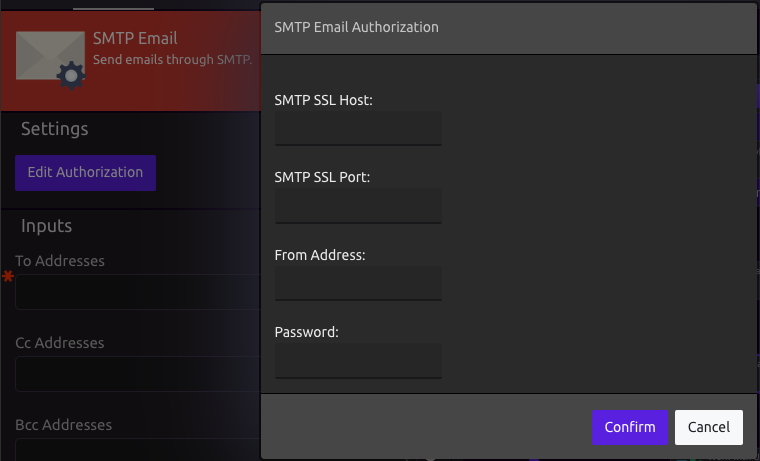 SMTP Email
Send emails through SMTP.
Settings
Edit Authorization
Inputs
To Addresses
*
Cc Addresses
Bcc Addresses
SMTP Email Authorization
SMTP SSL Host:
SMTP SSL Port:
From Address:
Password:
Confirm
Cancel